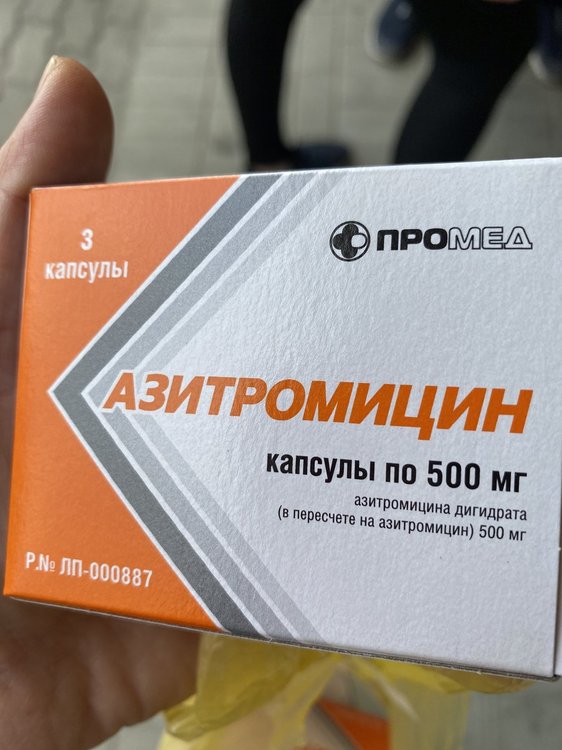 3
капсулы
ПРОМЕД
АЗИТРОМИЦИН
капсулы по 500 мг
азитромицина дигидрата
(в пересчете на азитромицин) 500 мг
Р.№ ЛП-000887